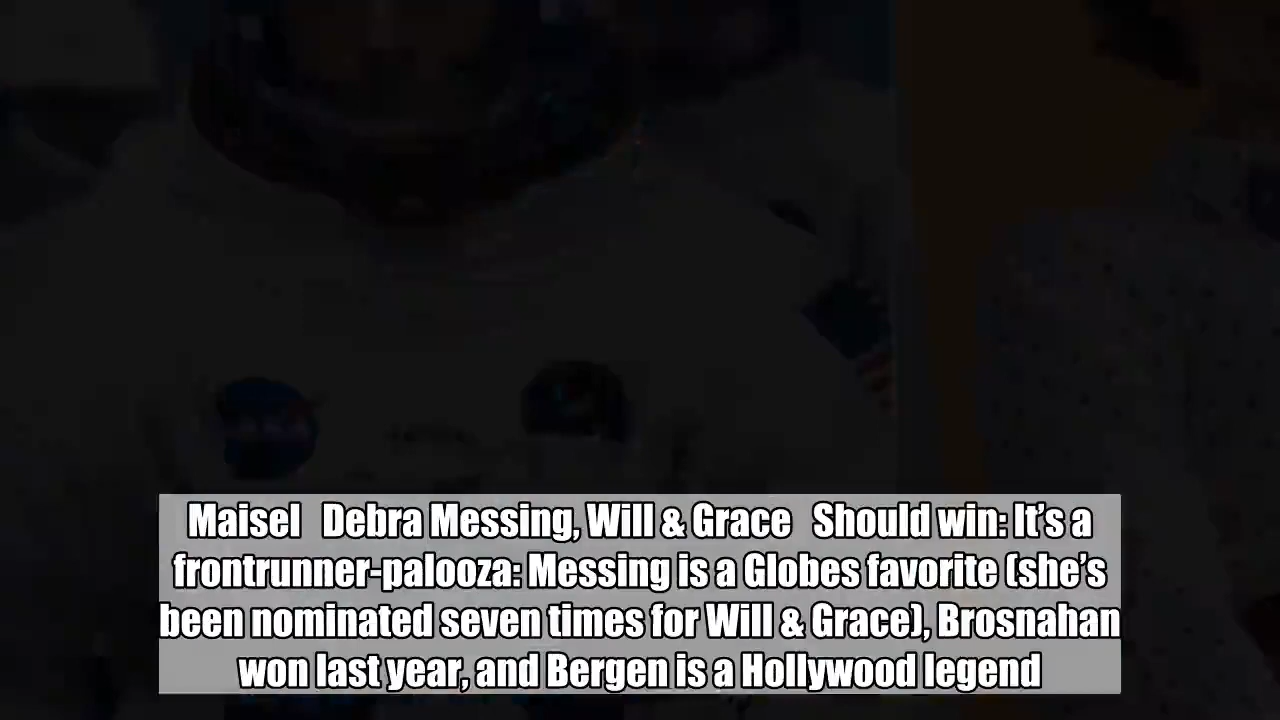 Maisel Debra Messing, Will & Grace Should win: It's a
frontrunner-palooza: Messing is a Globes favorite (she's
been nominated seven times for Will & Grace), Brosnahan
won last year, and Bergen is a Hollywood legend